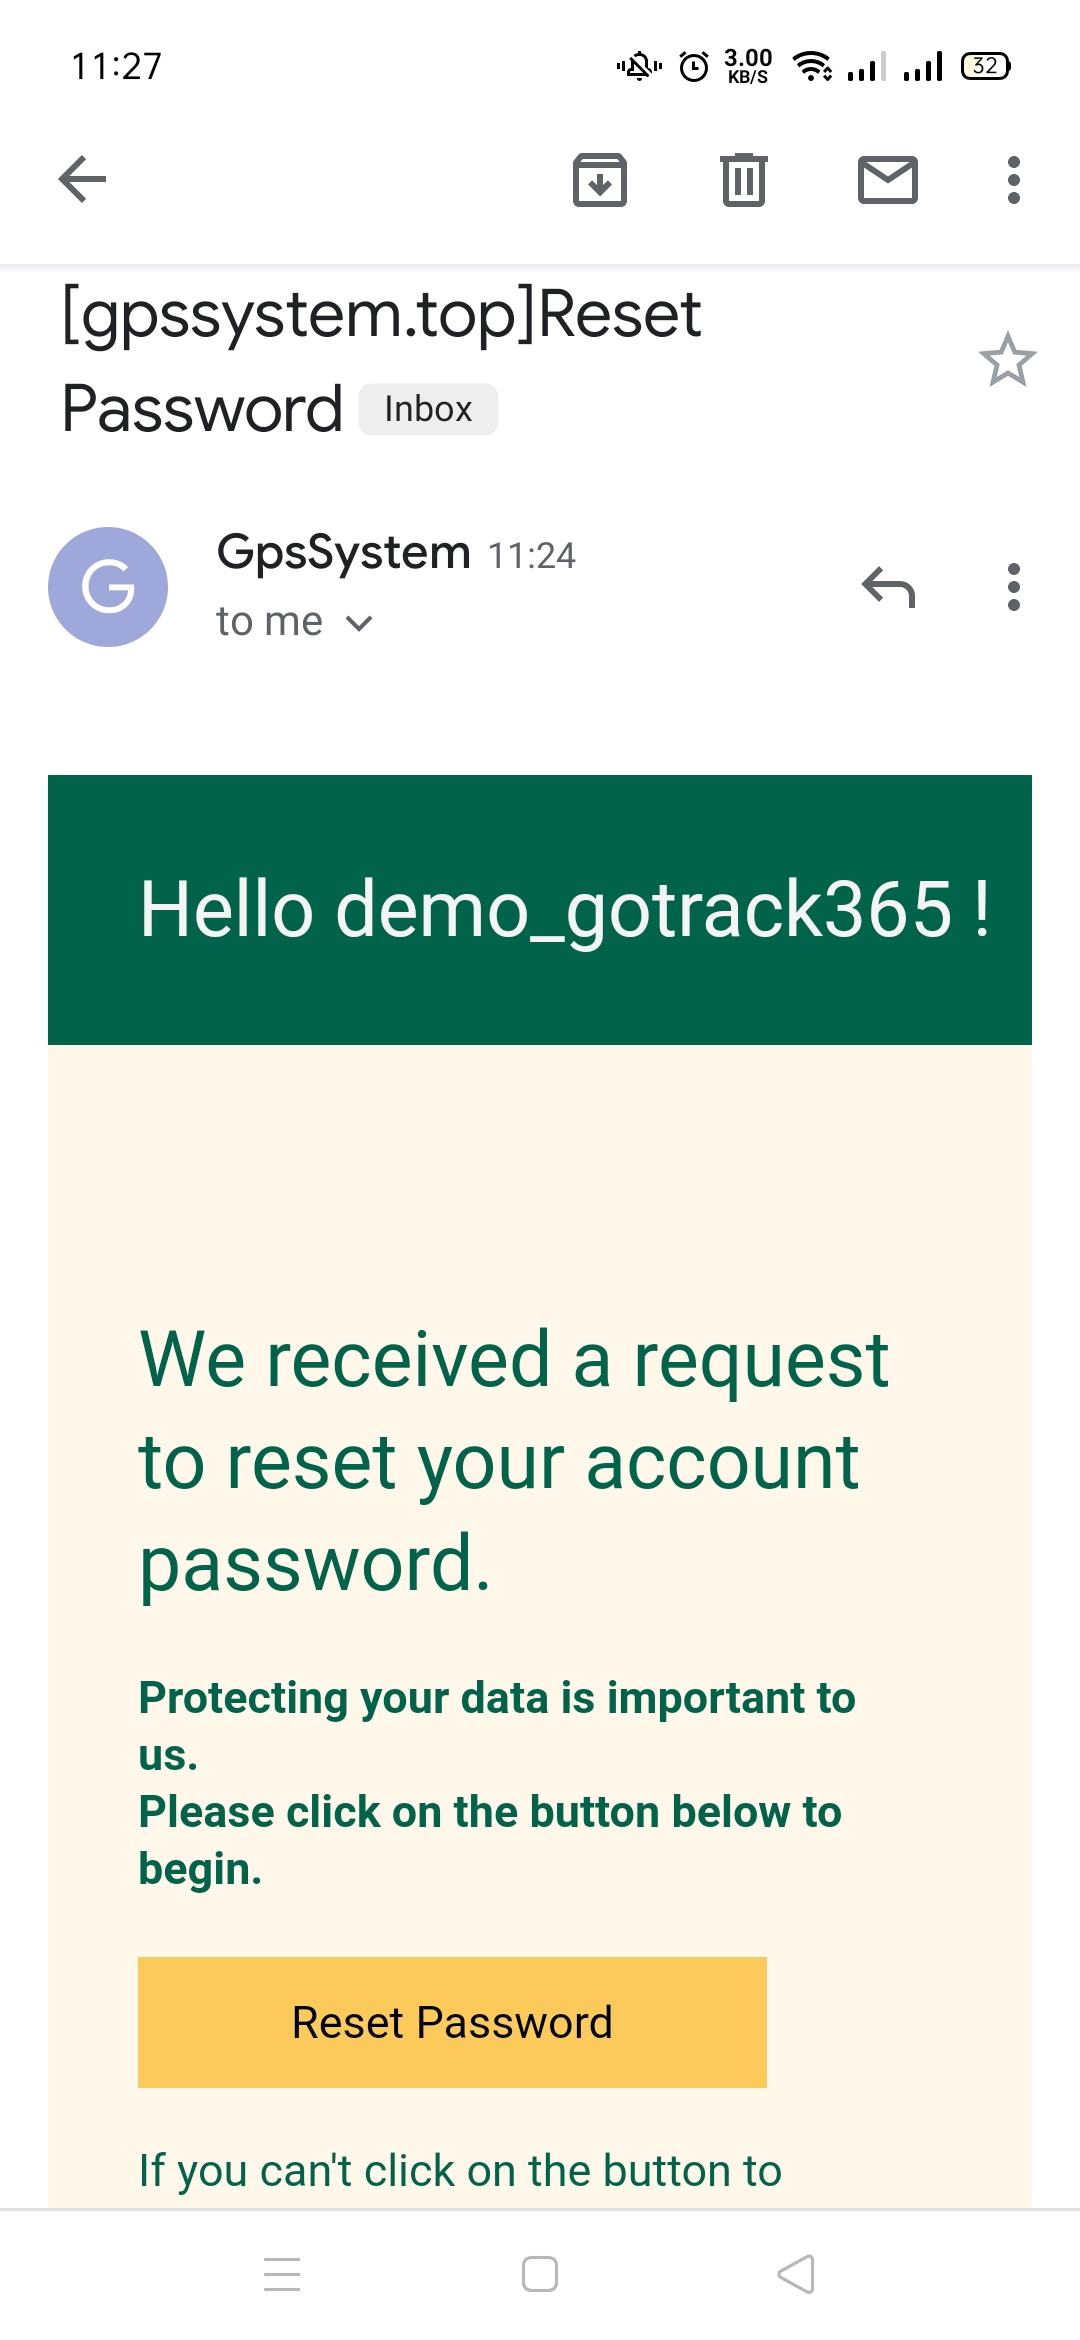 11:27
3.00
KB/S
32
[gpssystem.top]Reset
Password Inbox
G
GpsSystem 11:24
to me
Hello demo_gotrack365 !
We received a request
to reset your account
password.
Protecting your data is important to
us.
Please click on the button below to
begin.
Reset Password
If you can't click on the button to